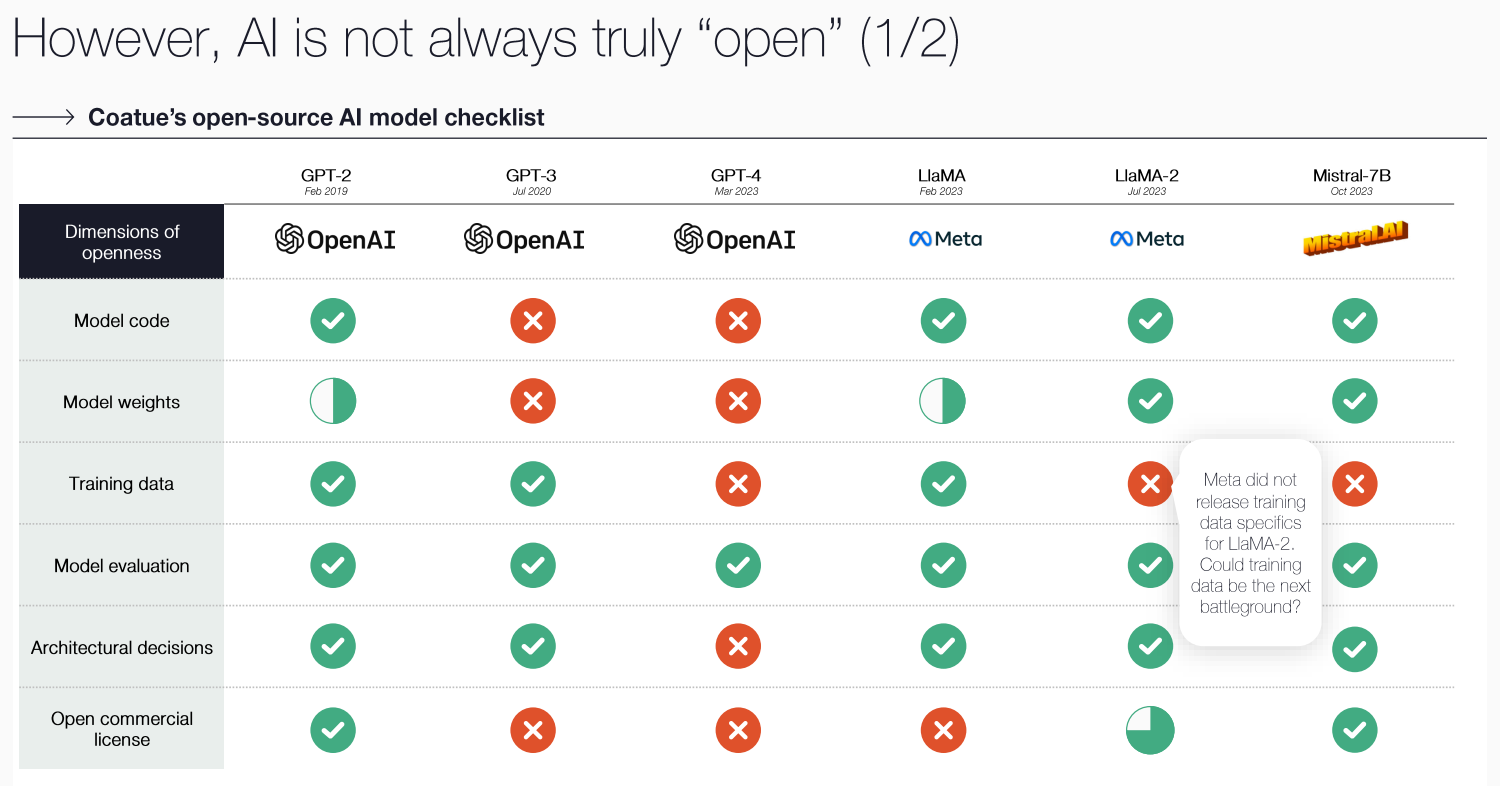 However, AI is not always truly “open” (1/2)
Coatue’s open-source AI model checklist
GPT-2 GPT-3 GPT-4 LlaMA LlaMA-2 Mistral-7B
Feb 2019 Jul 2020 Mar 2023 Feb 2023 Jul 2023 Oct 2023
Dimensions of
openness
OpenAI OpenAI OpenAI Meta Meta Mistral.AI
Model code
Model weights
Training data
Meta did not
release training
data specifics
for LlaMA-2.
Could training
data be the next
battleground?
Model evaluation
Architectural decisions
Open commercial
license